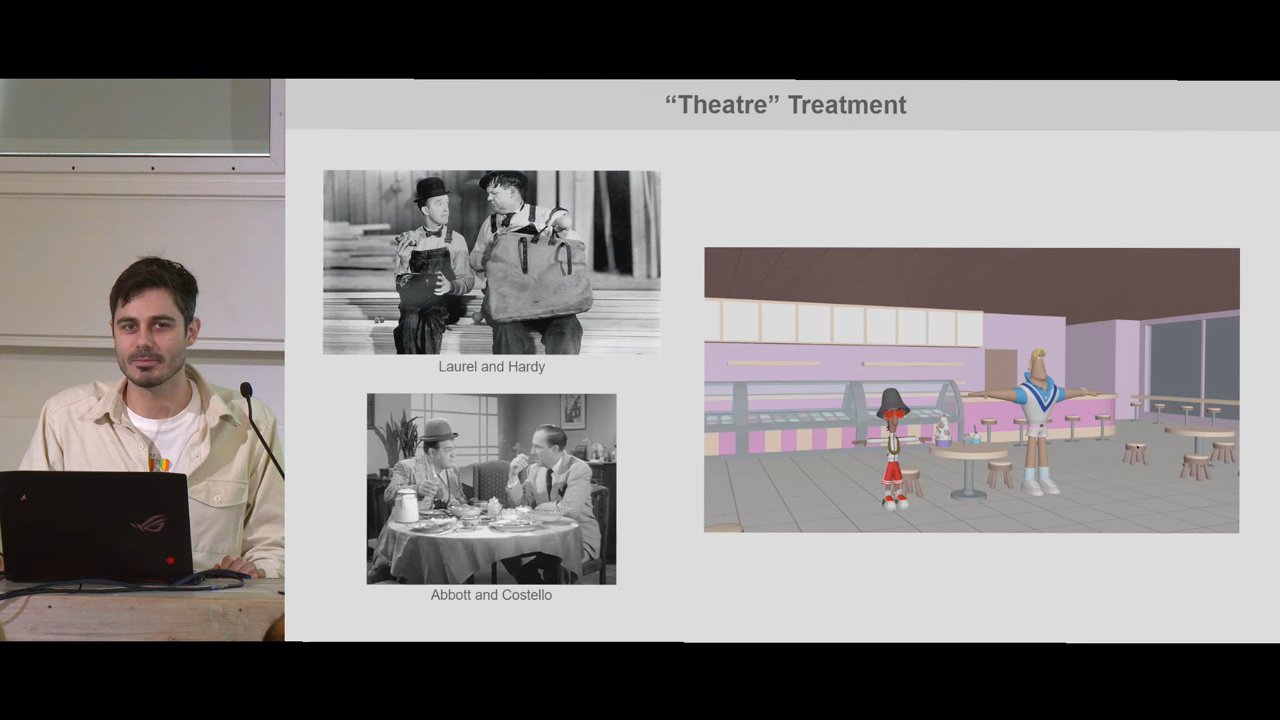 “Theatre” Treatment
Laurel and Hardy
Abbott and Costello